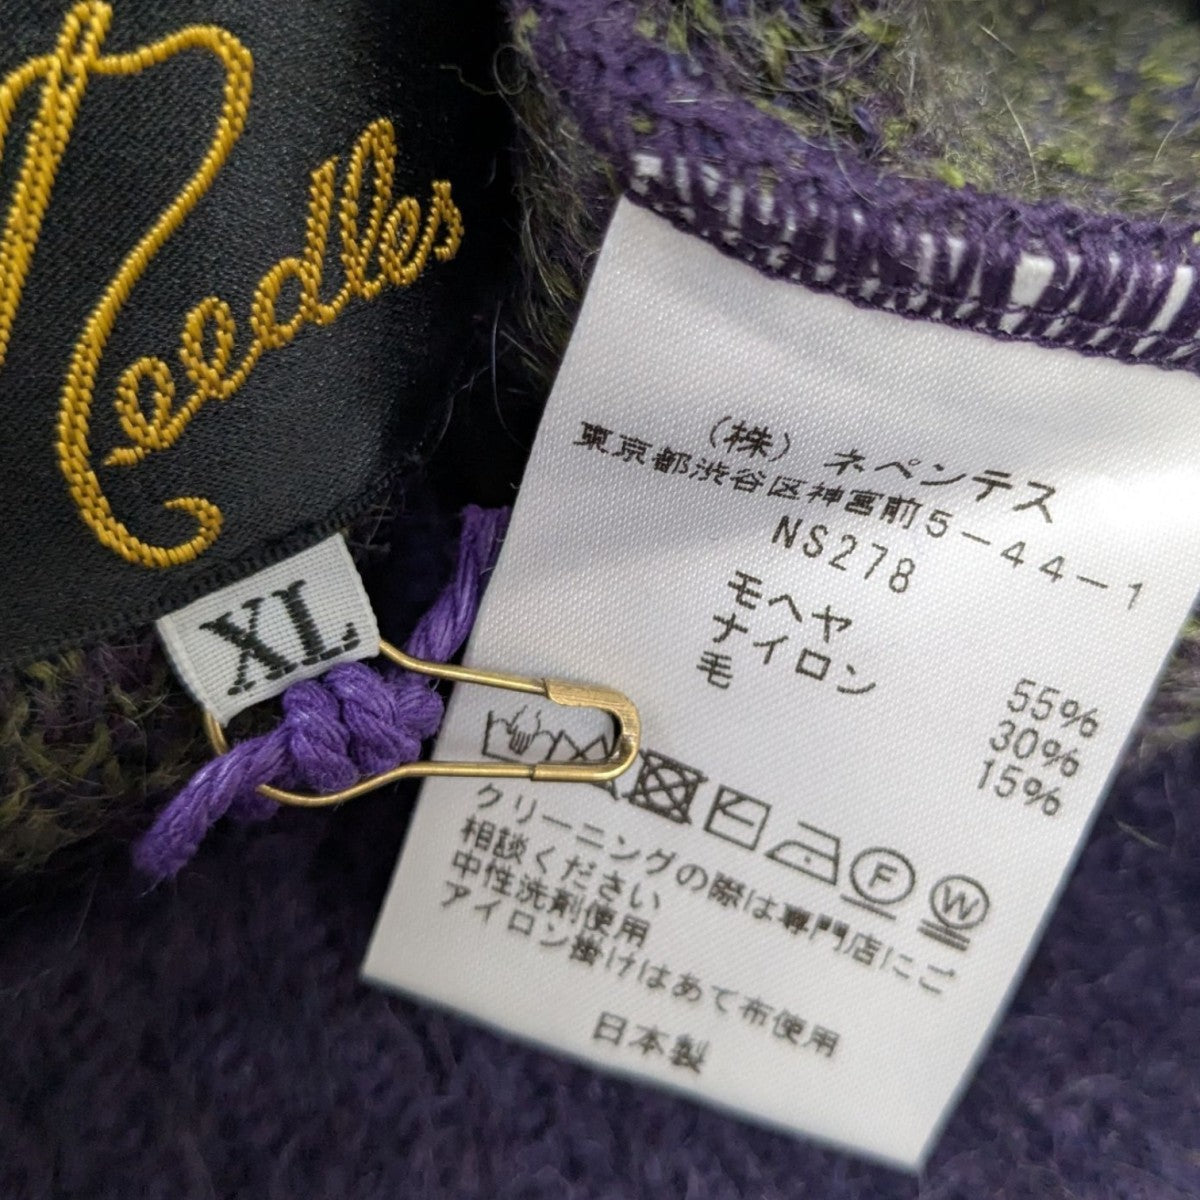 Needles
XL
(株) ネペンテス
東京都渋谷区神宮前5-44-1
NS278
モヘヤ 55%
ナイロン 30%
毛 15%
F W
クリーニングの際は専門店にご
相談ください
中性洗剤使用
アイロン掛けはあて布使用
日本製